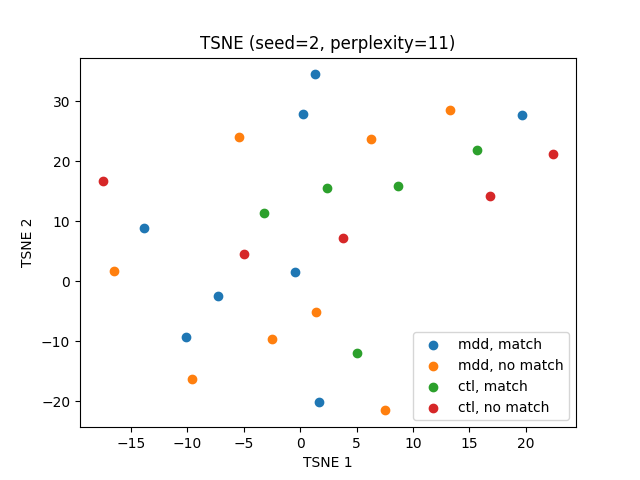 TSNE (seed=2, perplexity=11)
TSNE 2
30
20
10
0
−10
−20
mdd, match
mdd, no match
ctl, match
ctl, no match
−15 −10 −5 0 5 10 15 20
TSNE 1